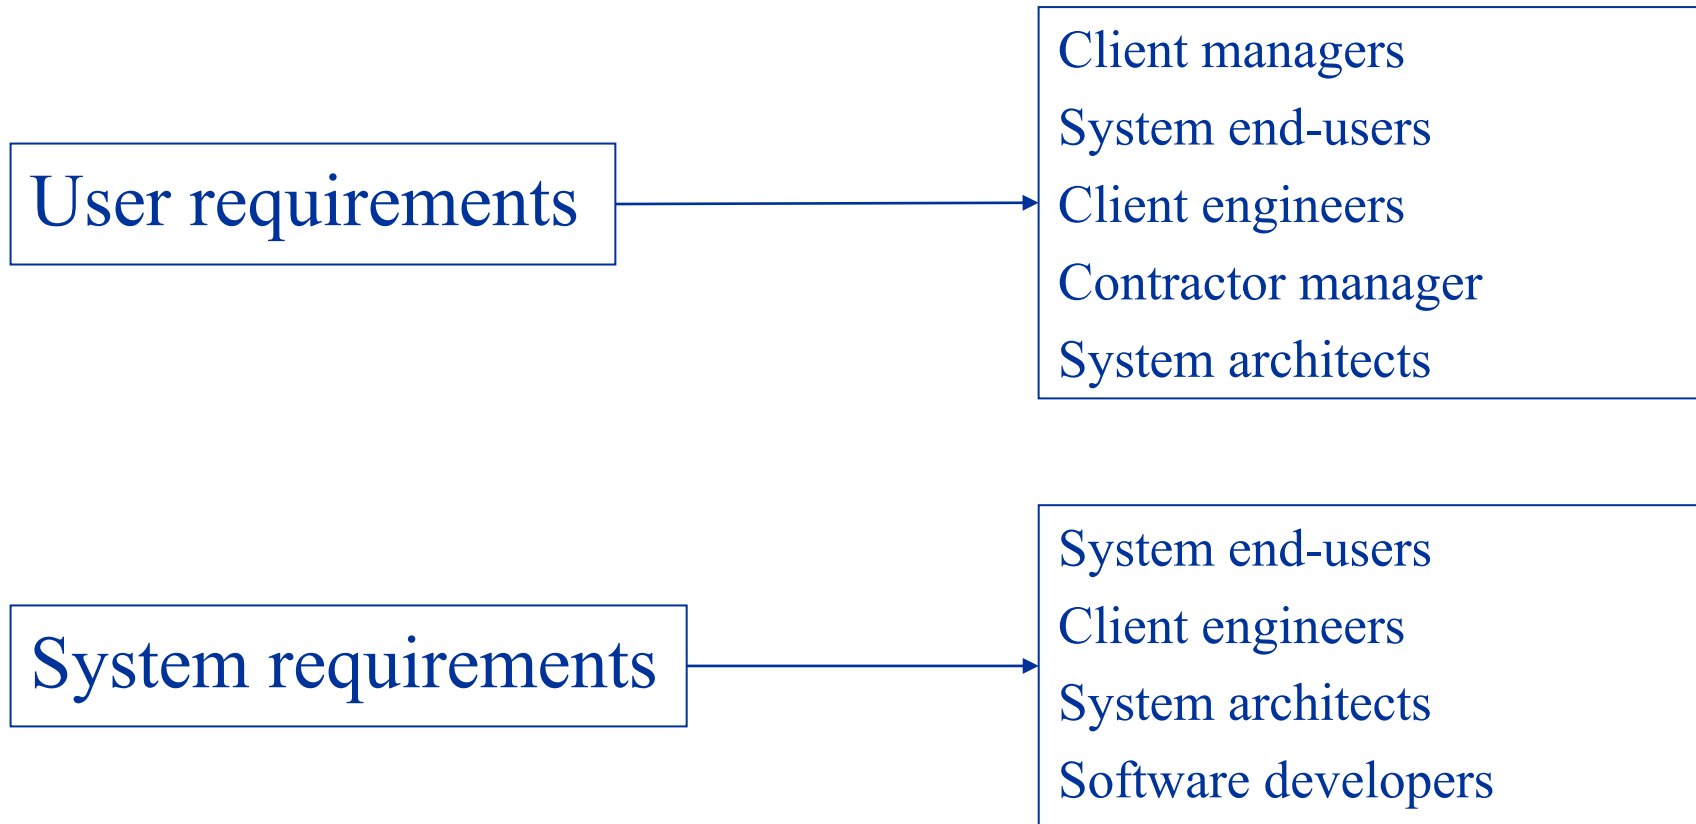 User requirements
Client managers
System end-users
Client engineers
Contractor manager
System architects
System requirements
System end-users
Client engineers
System architects
Software developers